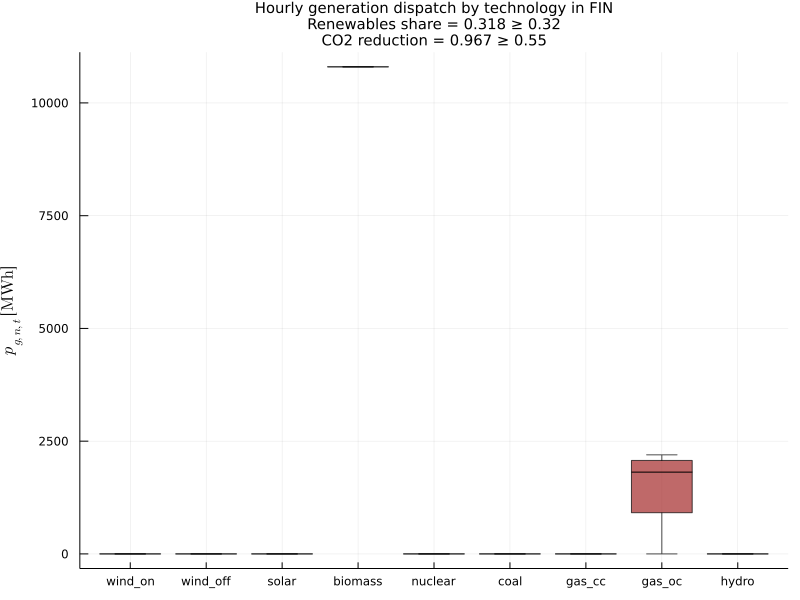 Hourly generation dispatch by technology in FIN
Renewables share = 0.318 ≥ 0.32
CO2 reduction = 0.967 ≥ 0.55
p_{g,n,t} [MWh]
10000
7500
5000
2500
0
wind_on wind_off solar biomass nuclear coal gas_cc gas_oc hydro